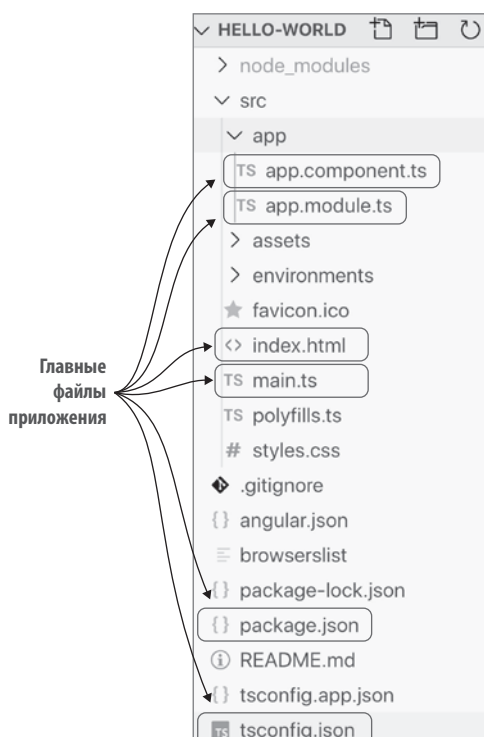 HELLO-WORLD
node_modules
src
app
TS app.component.ts
TS app.module.ts
assets
environments
favicon.ico
<> index.html
TS main.ts
TS polyfills.ts
# styles.css
.gitignore
{} angular.json
browserslist
{} package-lock.json
{} package.json
README.md
{} tsconfig.app.json
TS tsconfig.json
Главные
файлы
приложения